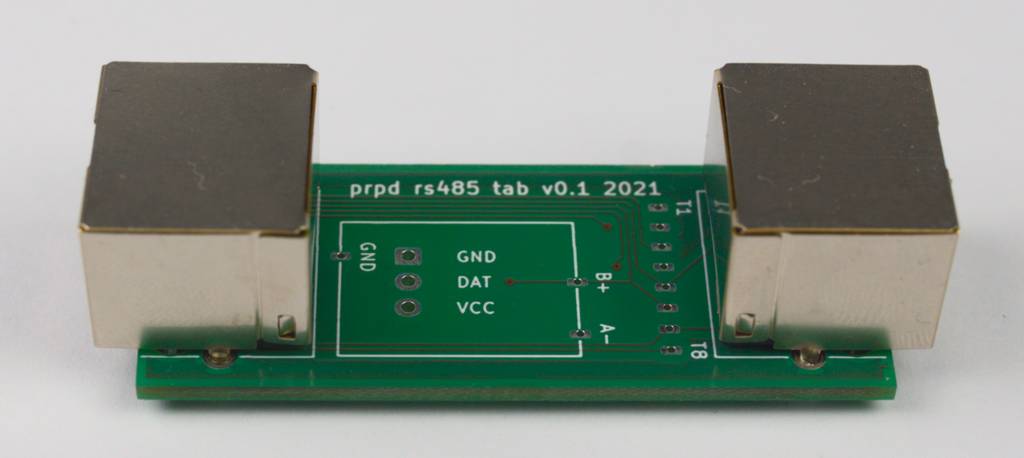 prpd rs485 tab v0.1 2021
T1
GND
GND
DAT
VCC
B+
A-
T8